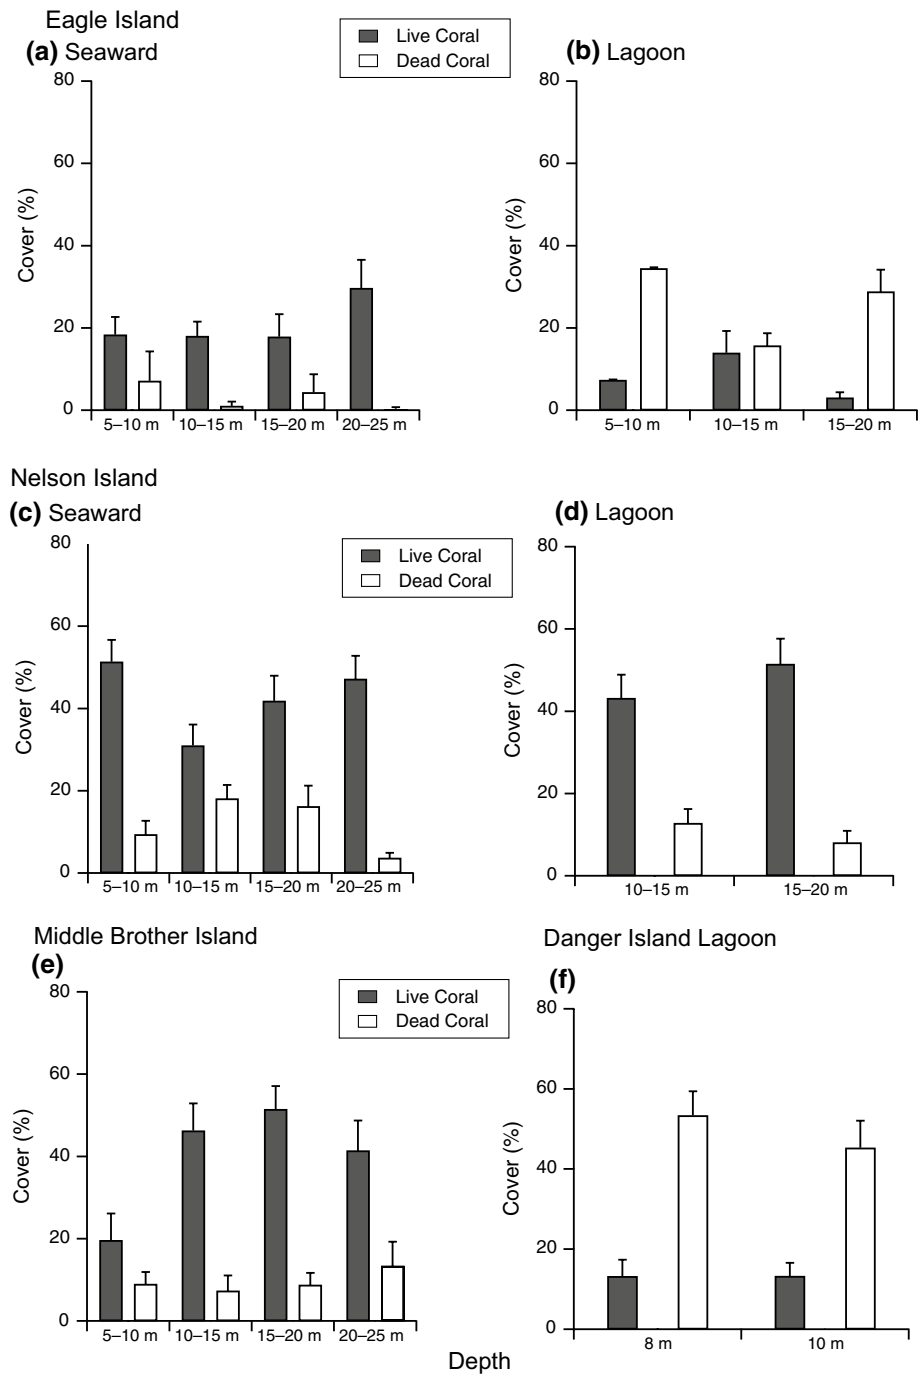 Eagle Island
(a) Seaward
Live Coral
Dead Coral
80
60
40
20
0
Cover (%)
5–10 m 10–15 m 15–20 m 20–25 m
(b) Lagoon
80
60
40
20
0
Cover (%)
5–10 m 10–15 m 15–20 m
Nelson Island
(c) Seaward
Live Coral
Dead Coral
80
60
40
20
0
Cover (%)
5–10 m 10–15 m 15–20 m 20–25 m
(d) Lagoon
80
60
40
20
0
Cover (%)
10–15 m 15–20 m
Middle Brother Island
(e)
Live Coral
Dead Coral
80
60
40
20
0
Cover (%)
5–10 m 10–15 m 15–20 m 20–25 m
Danger Island Lagoon
(f)
80
60
40
20
0
Cover (%)
8 m 10 m
Depth